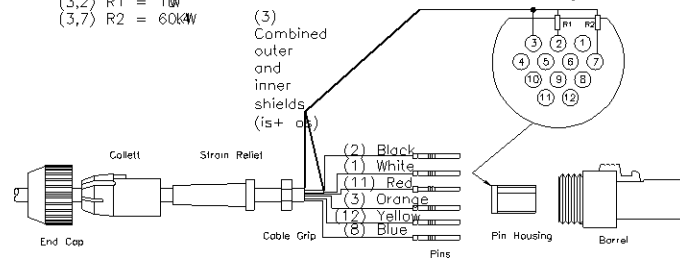 (3,2) R1 =
(3,7) R2 =
(3)
Combined
outer
and
inner
shields
(is+ os)
R1
R2
3 2 1
4 5 6 7
10 9 8
11 12
(2) Black
(1) White
(11) Red
(3) Orange
(12) Yellow
(8) Blue
Collett
Strain Relief
End Cap
Cable Grip
Pins
Pin Housing
Barrel